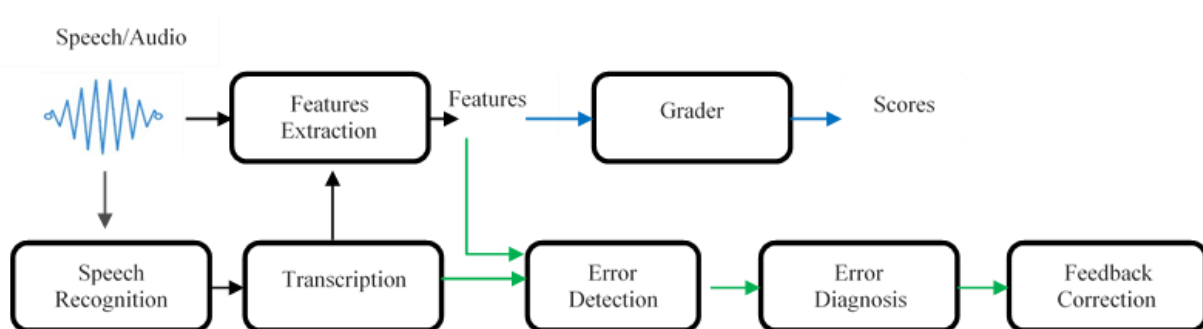 Speech/Audio
Features
Extraction
Features
Grader
Scores
Speech
Recognition
Transcription
Error
Detection
Error
Diagnosis
Feedback
Correction